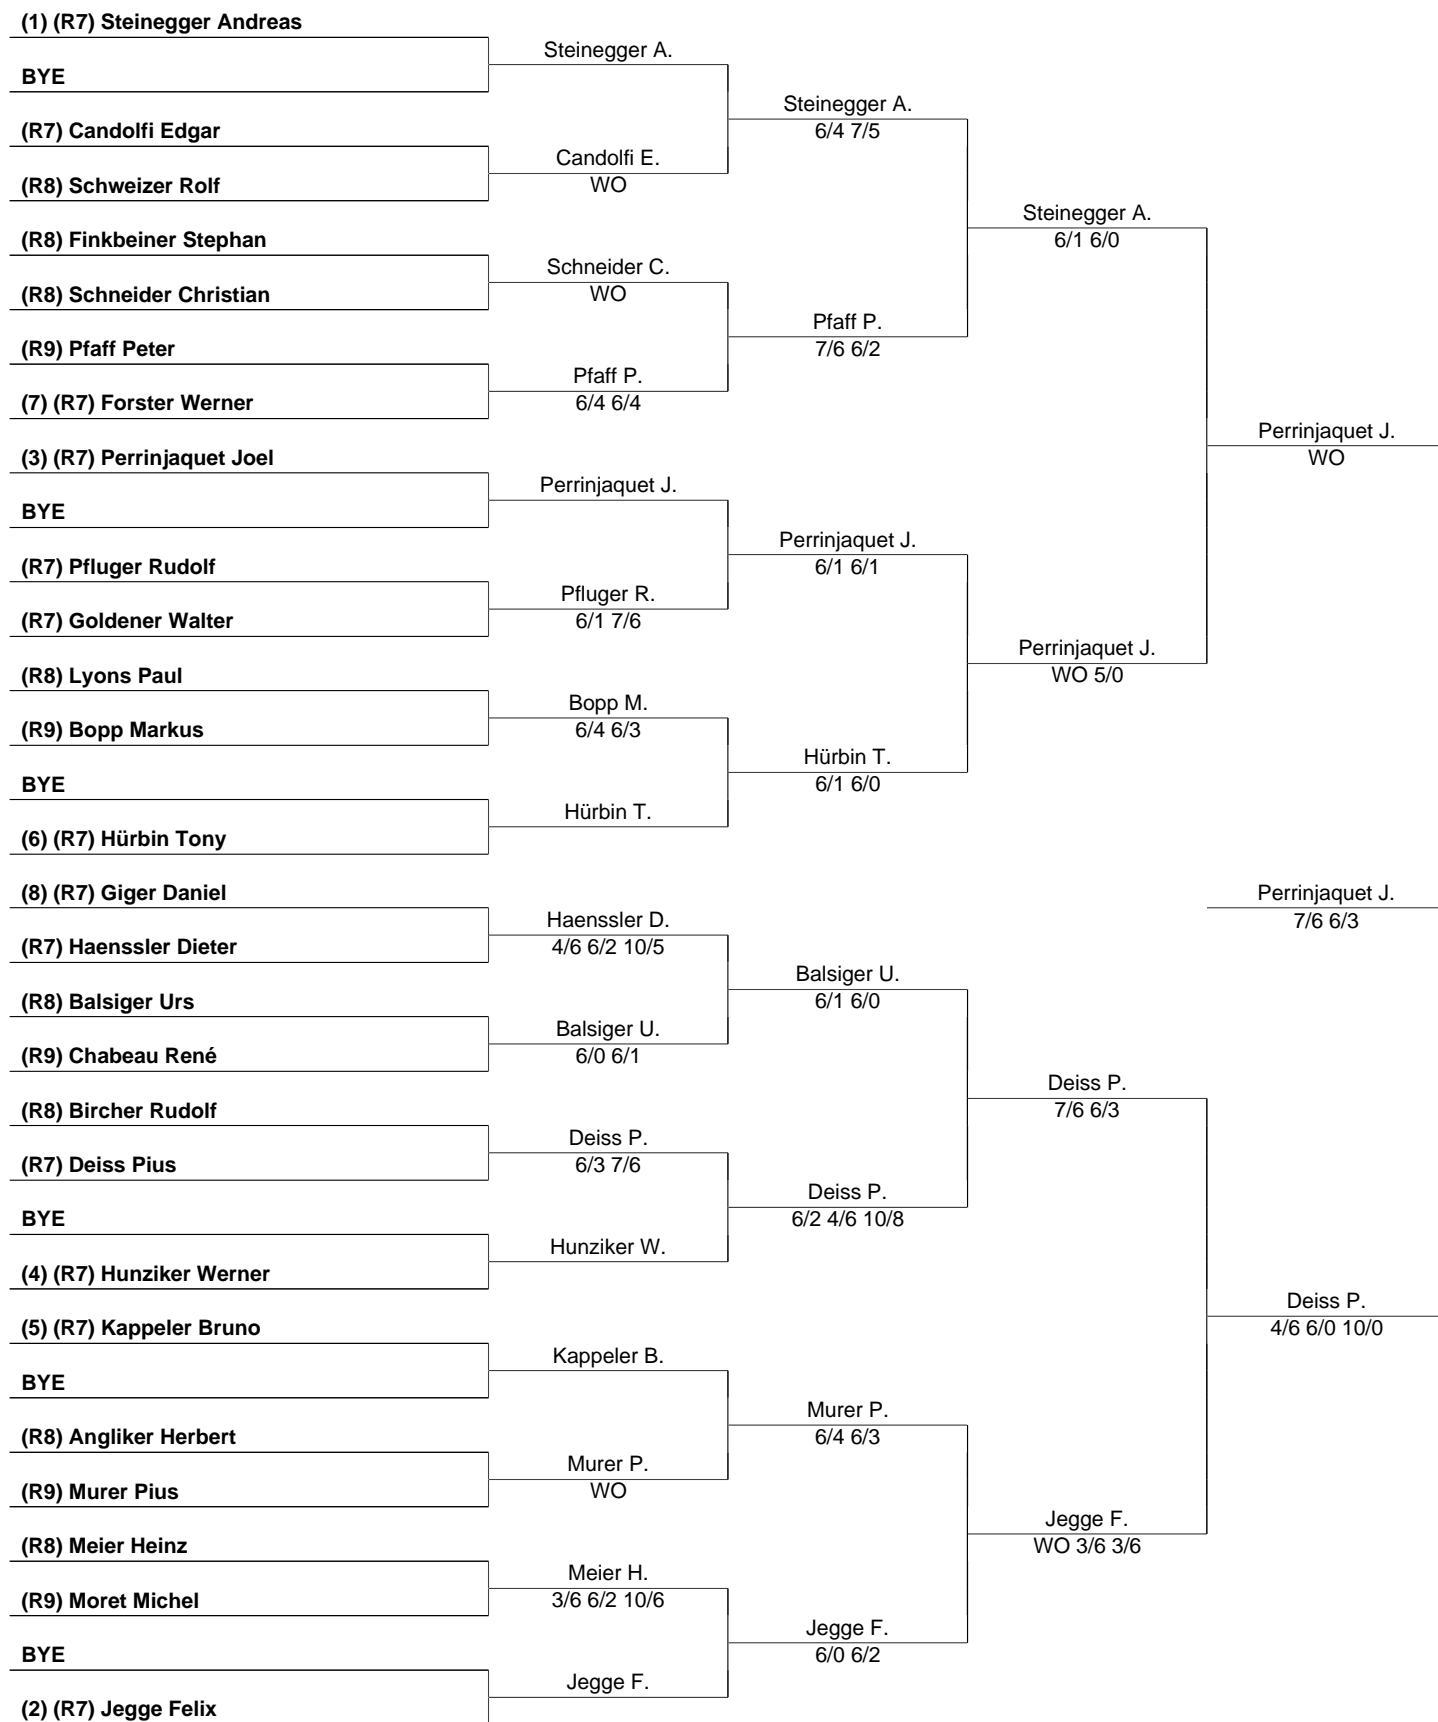 (1) (R7) Steinegger Andreas
BYE
(R7) Candolfi Edgar
(R8) Schweizer Rolf
(R8) Finkbeiner Stephan
(R8) Schneider Christian
(R9) Pfaff Peter
(7) (R7) Forster Werner
(3) (R7) Perrinjaquet Joel
BYE
(R7) Pfluger Rudolf
(R7) Goldener Walter
(R8) Lyons Paul
(R9) Bopp Markus
BYE
(6) (R7) Hürbin Tony
(8) (R7) Giger Daniel
(R7) Haenssler Dieter
(R8) Balsiger Urs
(R9) Chabeau René
(R8) Bircher Rudolf
(R7) Deiss Pius
BYE
(4) (R7) Hunziker Werner
(5) (R7) Kappeler Bruno
BYE
(R8) Angliker Herbert
(R9) Murer Pius
(R8) Meier Heinz
(R9) Moret Michel
BYE
(2) (R7) Jegge Felix
Steinegger A.
Candolfi E.
WO
Schneider C.
WO
Pfaff P.
6/4 6/4
Perrinjaquet J.
Pfluger R.
6/1 7/6
Bopp M.
6/4 6/3
Hürbin T.
Haenssler D.
4/6 6/2 10/5
Balsiger U.
6/0 6/1
Deiss P.
6/3 7/6
Hunziker W.
Kappeler B.
Murer P.
WO
Meier H.
3/6 6/2 10/6
Jegge F.
Steinegger A.
6/4 7/5
Pfaff P.
7/6 6/2
Perrinjaquet J.
6/1 6/1
Hürbin T.
6/1 6/0
Balsiger U.
6/1 6/0
Deiss P.
6/2 4/6 10/8
Murer P.
6/4 6/3
Jegge F.
6/0 6/2
Steinegger A.
6/1 6/0
Perrinjaquet J.
WO 5/0
Deiss P.
7/6 6/3
Jegge F.
WO 3/6 3/6
Perrinjaquet J.
WO
Perrinjaquet J.
7/6 6/3
Deiss P.
4/6 6/0 10/0